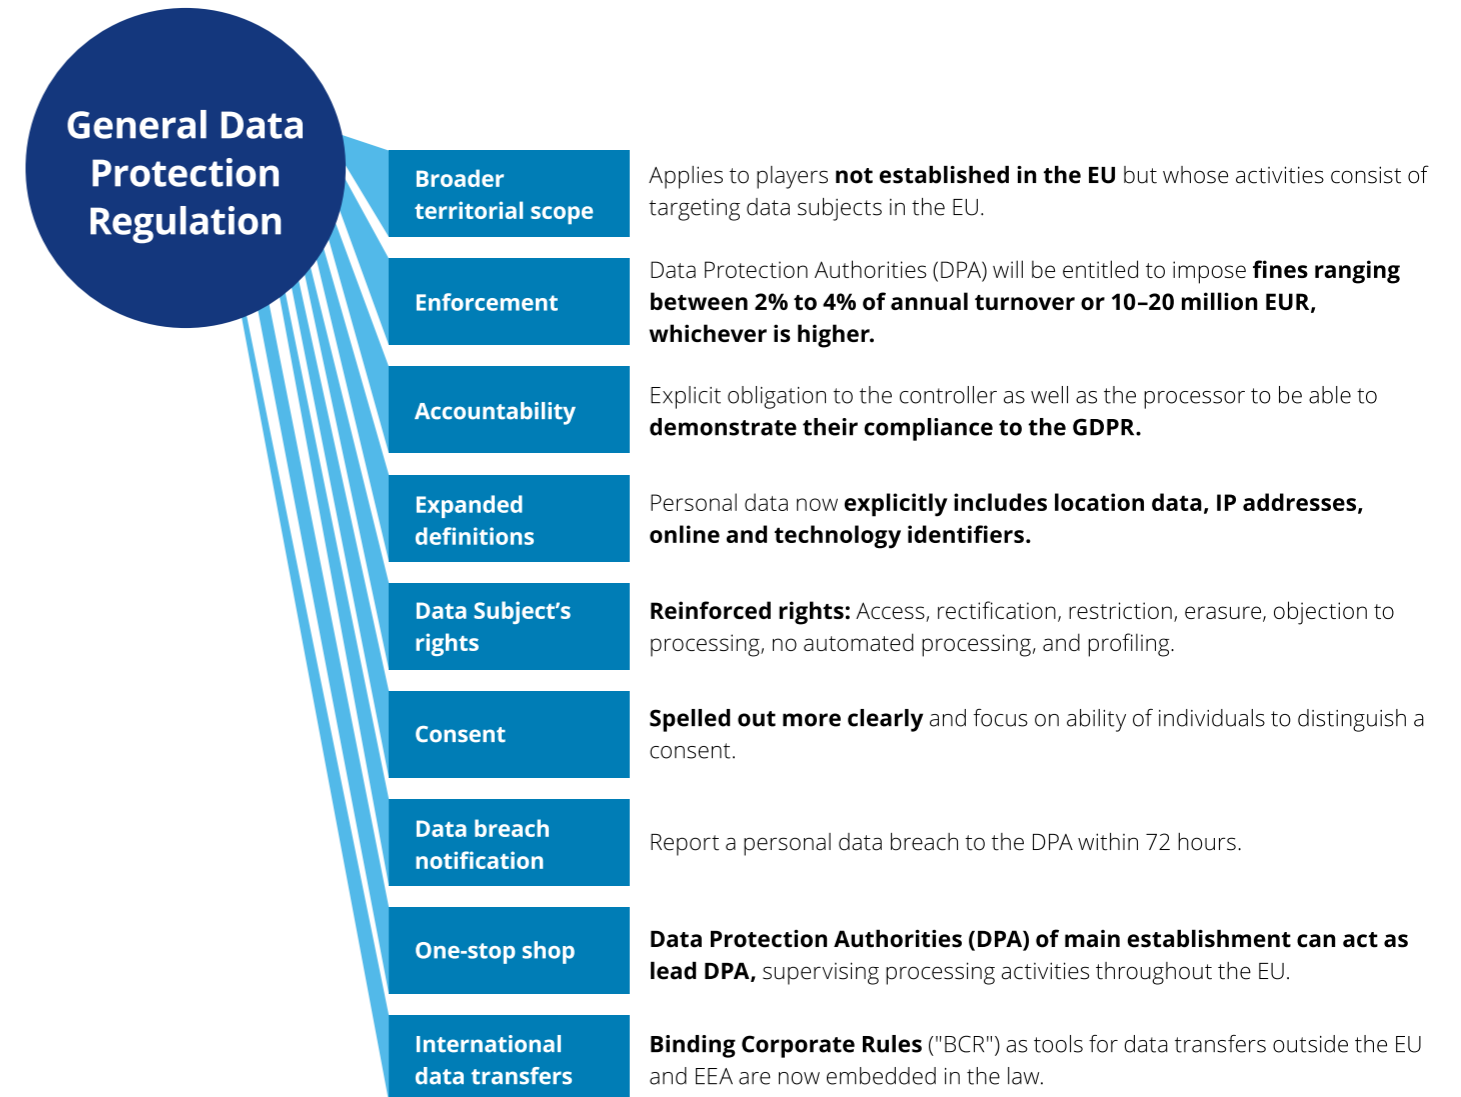 General Data
Protection
Regulation
Broader
territorial scope
Applies to players not established in the EU but whose activities consist of
targeting data subjects in the EU.
Enforcement
Data Protection Authorities (DPA) will be entitled to impose fines ranging
between 2% to 4% of annual turnover or 10–20 million EUR,
whichever is higher.
Accountability
Explicit obligation to the controller as well as the processor to be able to
demonstrate their compliance to the GDPR.
Expanded
definitions
Personal data now explicitly includes location data, IP addresses,
online and technology identifiers.
Data Subject’s
rights
Reinforced rights: Access, rectification, restriction, erasure, objection to
processing, no automated processing, and profiling.
Consent
Spelled out more clearly and focus on ability of individuals to distinguish a
consent.
Data breach
notification
Report a personal data breach to the DPA within 72 hours.
One-stop shop
Data Protection Authorities (DPA) of main establishment can act as
lead DPA, supervising processing activities throughout the EU.
International
data transfers
Binding Corporate Rules ("BCR") as tools for data transfers outside the EU
and EEA are now embedded in the law.